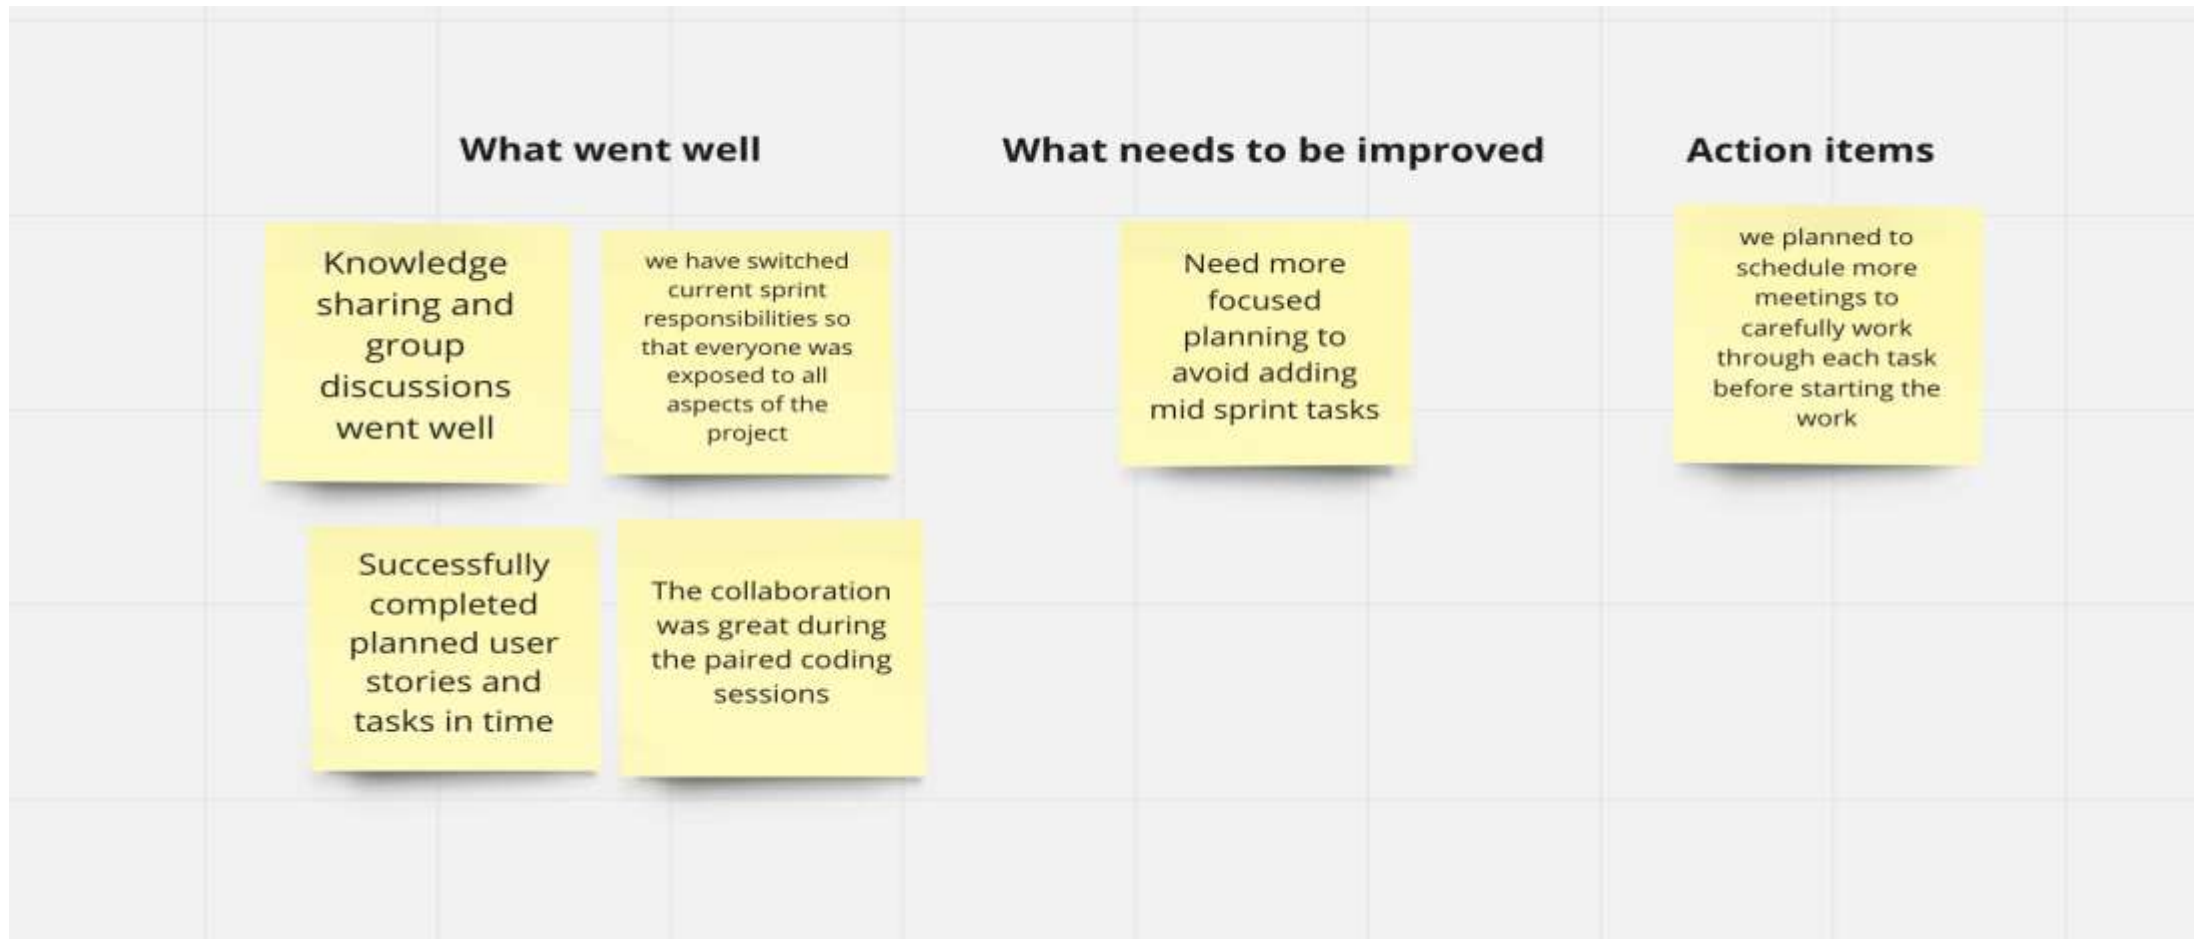 What went well
Knowledge
sharing and
group
discussions
went well
we have switched
current sprint
responsibilities so
that everyone was
exposed to all
aspects of the
project
Successfully
completed
planned user
stories and
tasks in time
The collaboration
was great during
the paired coding
sessions
What needs to be improved
Need more
focused
planning to
avoid adding
mid sprint tasks
Action items
we planned to
schedule more
meetings to
carefully work
through each task
before starting the
work